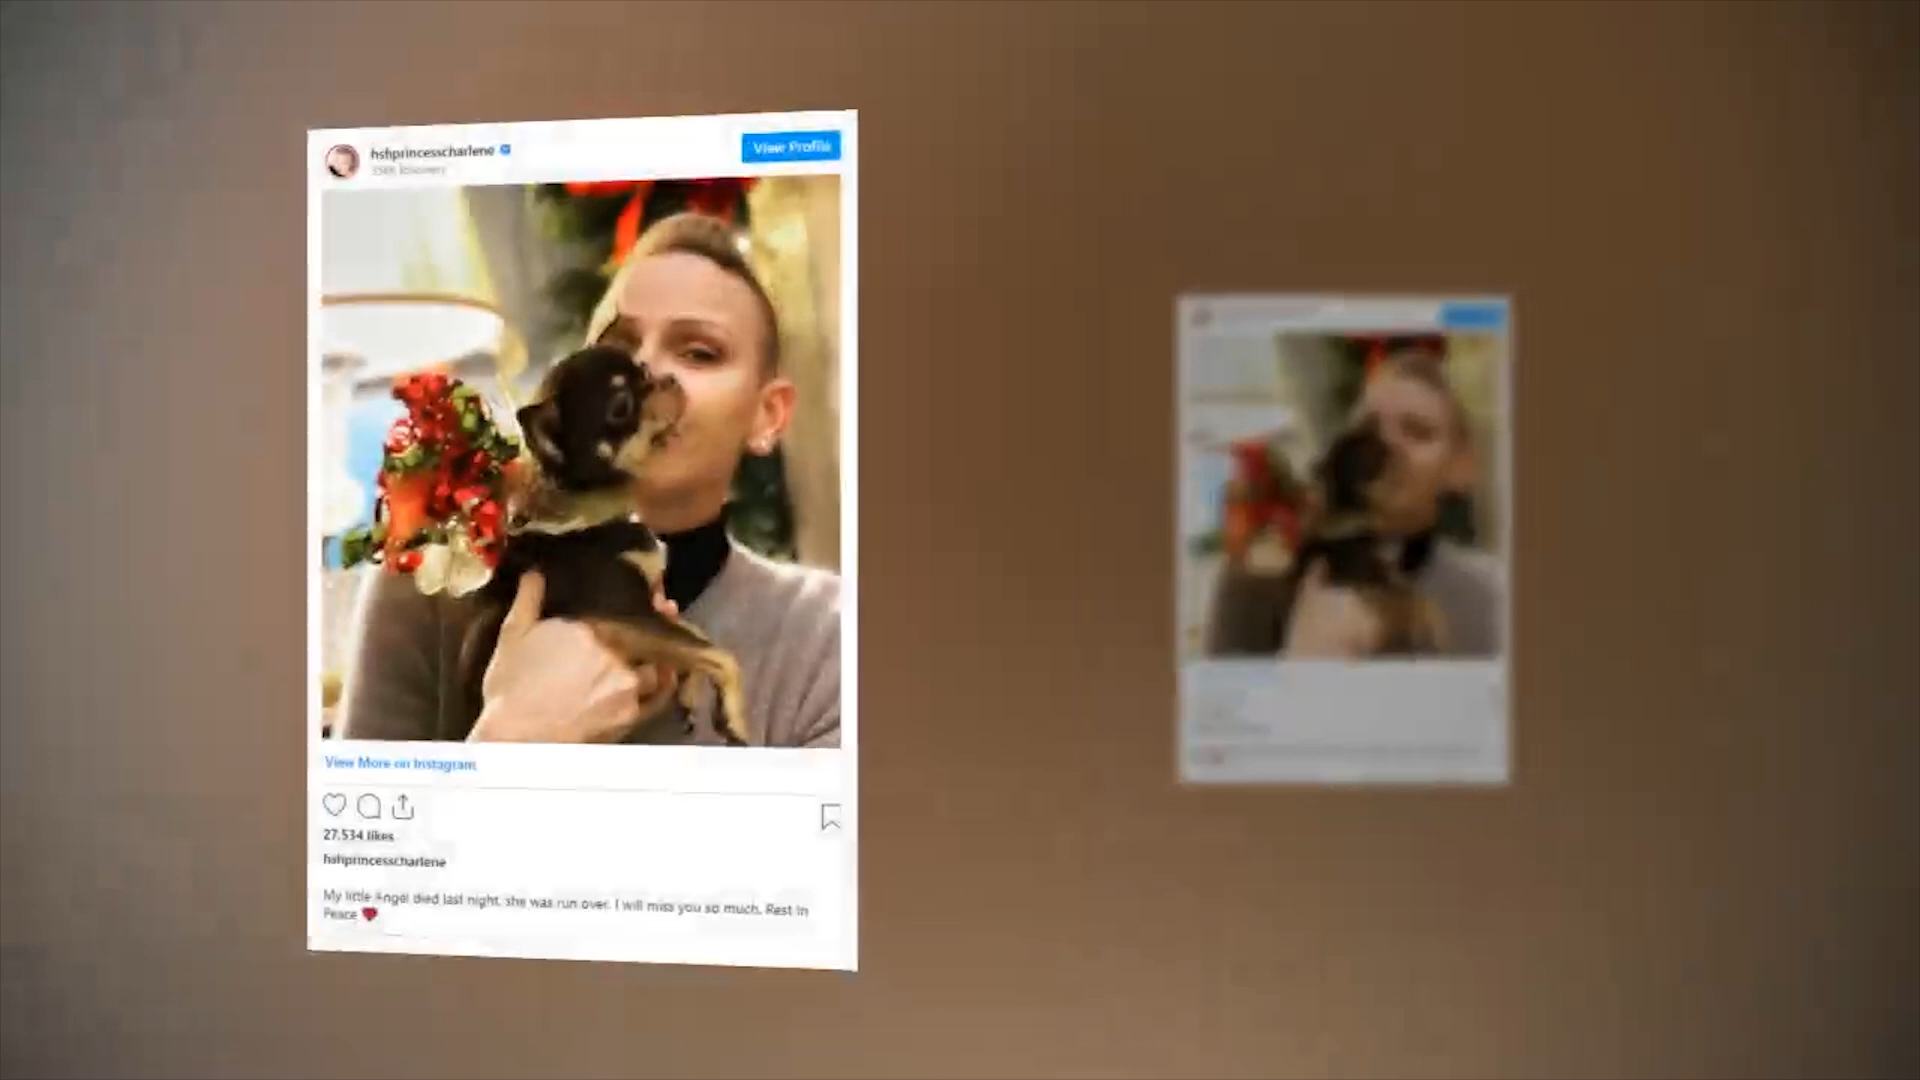 hshprincesscharlene
View Profile
followers
View More on Instagram
27,534 likes
hshprincesscharlene
My little Angel died last night, she was run over. I will miss you so much. Rest In
Peace